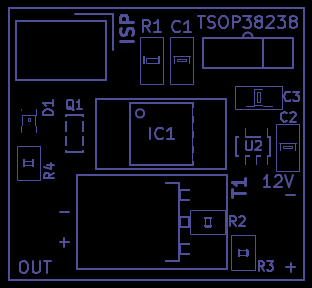 ISP
R1 C1 TSOP38238
D1 Q1
C3
IC1
C2
U2
R4
T1
12V
-
-
R2
+
OUT
R3 +